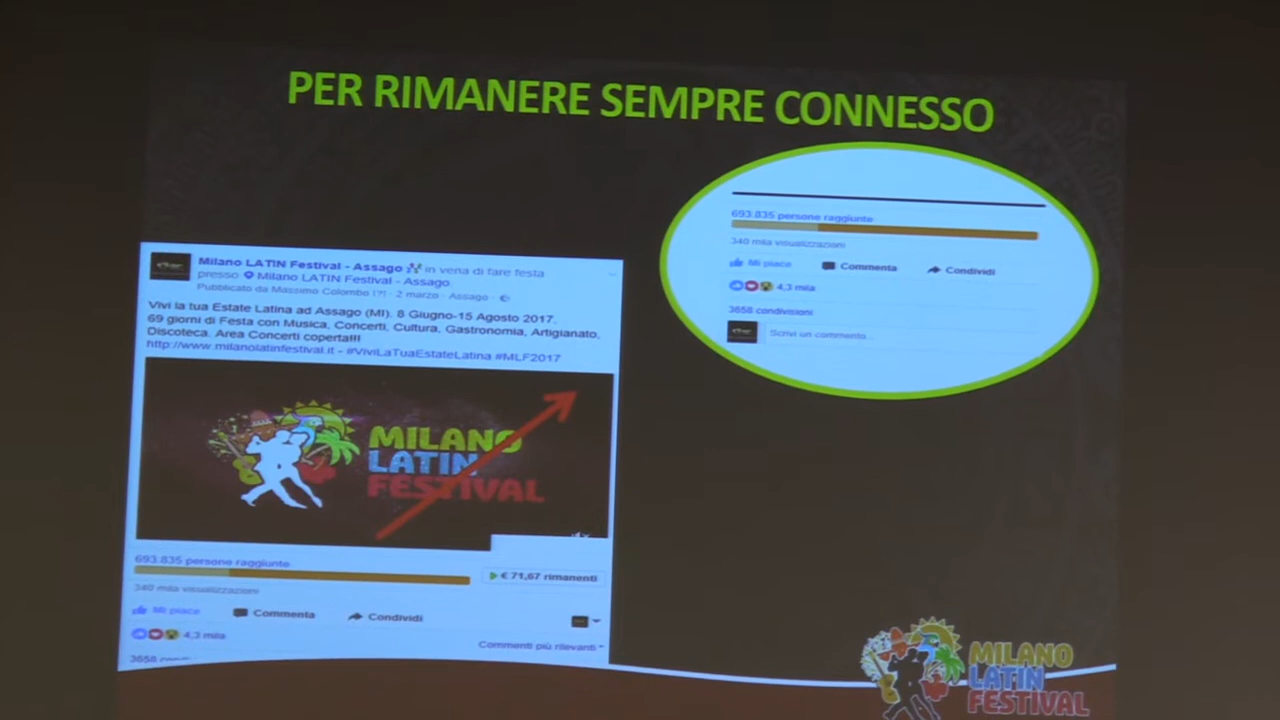 PER RIMANERE SEMPRE CONNESSO
693.835 persone raggiunte
340 mila visualizzazioni
Mi piace Commenta Condividi
4,3 mila
3658 condivisioni
Scrivi un commento...
Milano LATIN Festival - Assago in vena di fare festa
presso Milano LATIN Festival - Assago.
Pubblicato da Massimo Colombo [?] · 2 marzo · Assago ·
Vivi la tua Estate Latina ad Assago (MI). 8 Giugno-15 Agosto 2017.
69 giorni di Festa con Musica, Concerti, Cultura, Gastronomia, Artigianato,
Discoteca. Area Concerti coperta!!!
http://www.milanolatinfestival.it - #ViviLaTuaEstateLatina #MLF2017
MILANO
LATIN
FESTIVAL
693.835 persone raggiunte
€ 71,67 rimanenti
340 mila visualizzazioni
Mi piace Commenta Condividi
4,3 mila
Commenti più rilevanti
3658
MILANO
LATIN
FESTIVAL